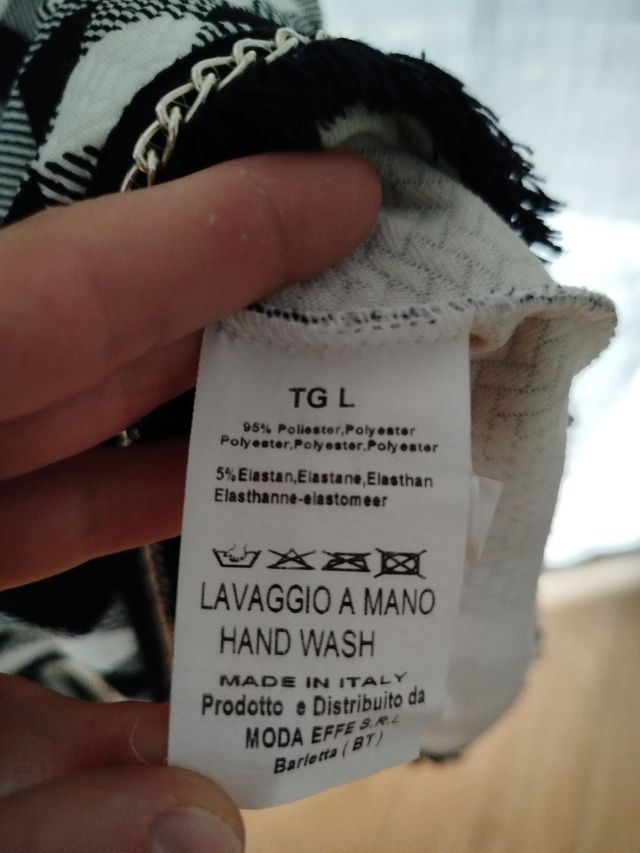 TG L
95% Poliester,Polyester
Polyester,Polyester,Polyester
5%Elastan,Elastane,Elasthan
Elasthanne-elastomeer
LAVAGGIO A MANO
HAND WASH
MADE IN ITALY
Prodotto e Distribuito da
MODA EFFE S.R.L
Barletta (BT)